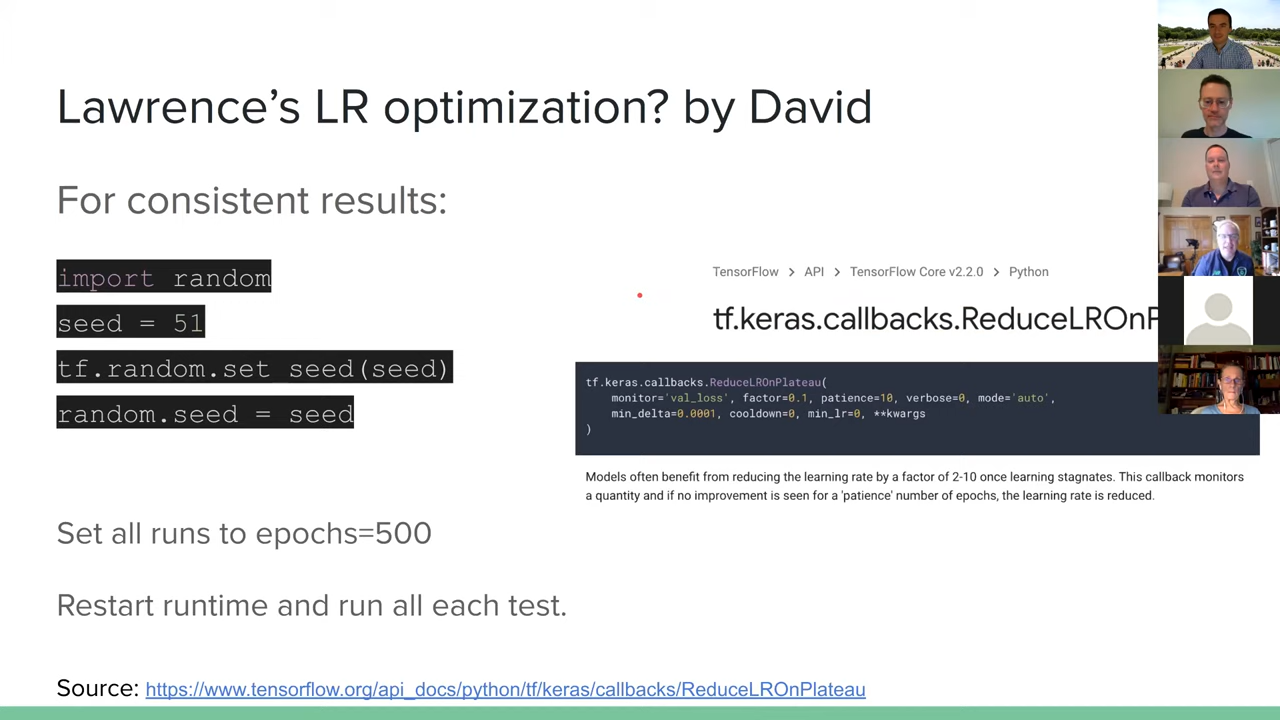 Lawrence's LR optimization? by David
For consistent results:
import random
seed = 51
tf.random.set_seed(seed)
random.seed = seed
Set all runs to epochs=500
Restart runtime and run all each test.
TensorFlow > API > TensorFlow Core v2.2.0 > Python
tf.keras.callbacks.ReduceLROnP
tf.keras.callbacks.ReduceLROnPlateau(
monitor='val_loss', factor=0.1, patience=10, verbose=0, mode='auto',
min_delta=0.0001, cooldown=0, min_lr=0, **kwargs
)
Models often benefit from reducing the learning rate by a factor of 2-10 once learning stagnates. This callback monitors
a quantity and if no improvement is seen for a 'patience' number of epochs, the learning rate is reduced.
Source: https://www.tensorflow.org/api_docs/python/tf/keras/callbacks/ReduceLROnPlateau